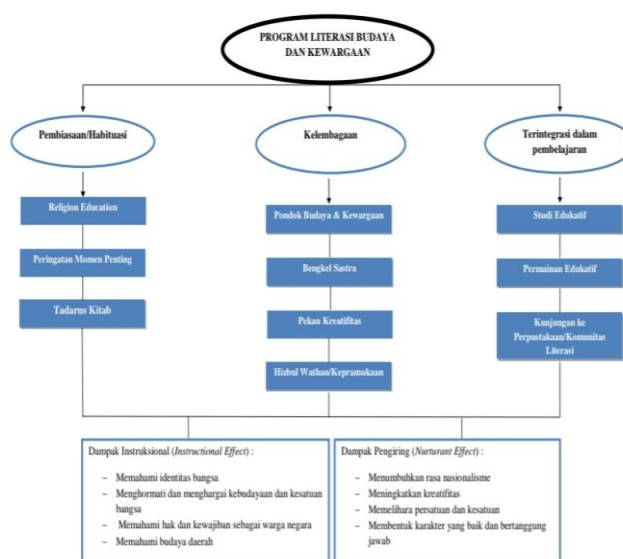 PROGRAM LITERASI BUDAYA
DAN KEWARGAAN
Pembiasaan/Habituasi
Kelembagaan
Terintegrasi dalam
pembelajaran
Religion Education
Peringatan Momen Penting
Tadarus Kitab
Pondok Budaya & Kewargaan
Bengkel Sastra
Pekan Kreatifitas
Hizbul Wathan/Kepramukaan
Studi Edukatif
Permainan Edukatif
Kunjungan ke
Perpustakaan/Komunitas
Literasi
Dampak Instruksional (Instructional Effect) :
– Memahami identitas bangsa
– Menghormati dan menghargai kebudayaan dan kesatuan
bangsa
– Memahami hak dan kewajiban sebagai warga negara
– Memahami budaya daerah
Dampak Pengiring (Nurturant Effect) :
– Menumbuhkan rasa nasionalisme
– Meningkatkan kreatifitas
– Memelihara persatuan dan kesatuan
– Membentuk karakter yang baik dan bertanggung
jawab